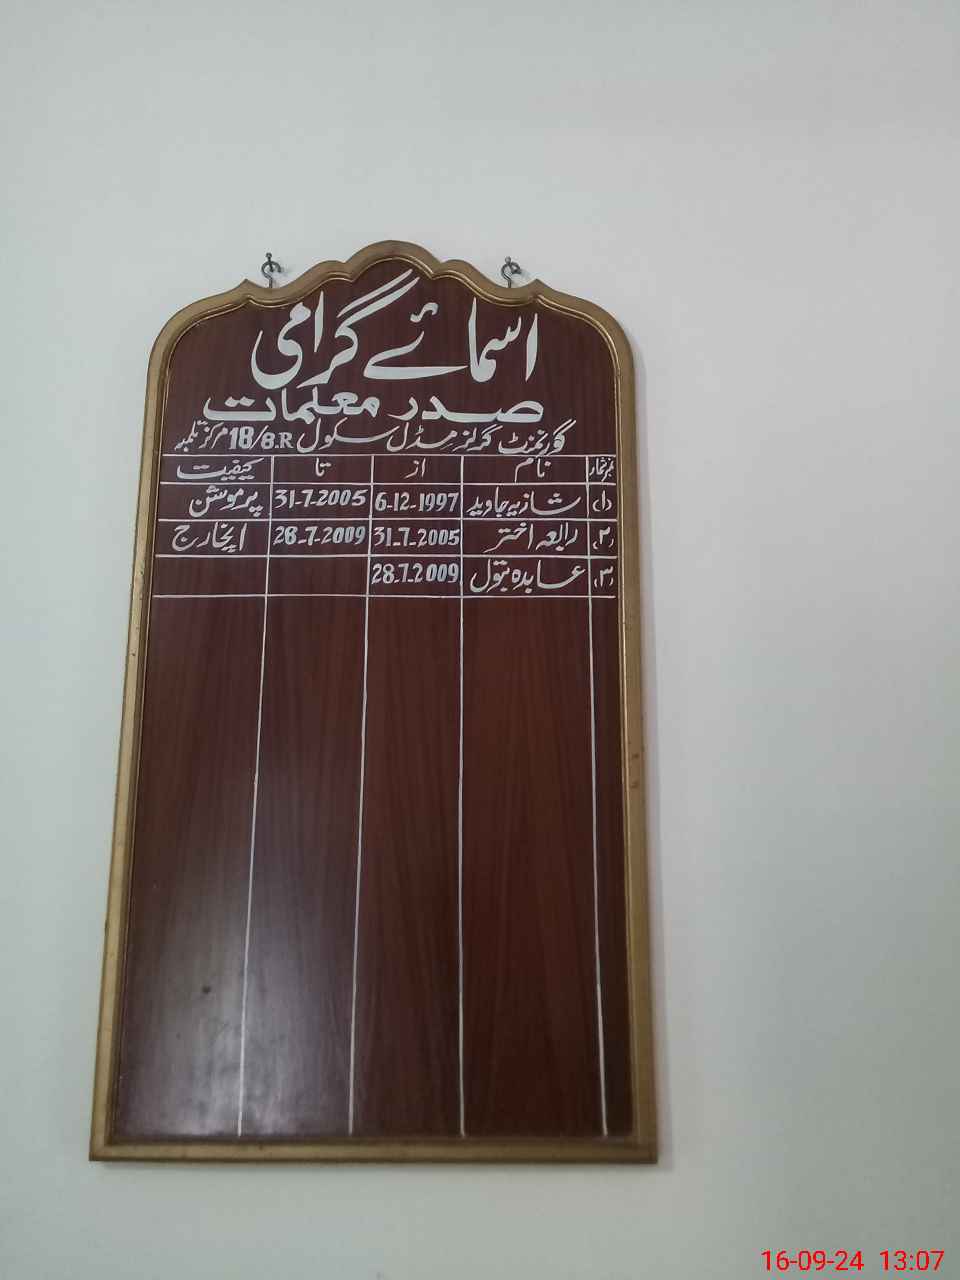 اسمائے گرامی
صدر معلمات
گورنمنٹ گرلز مڈل سکول 18/8.R مرکز تلمبہ
نمبر شمار نام از تا کیفیت
(۱) شازیہ جاوید 6-12-1997 31-7-2005 پرموشن
(۲) رابعہ اختر 31-7-2005 28-7-2009 انچارج
(۳) عابدہ بتول 28-7-2009
16-09-24 13:07